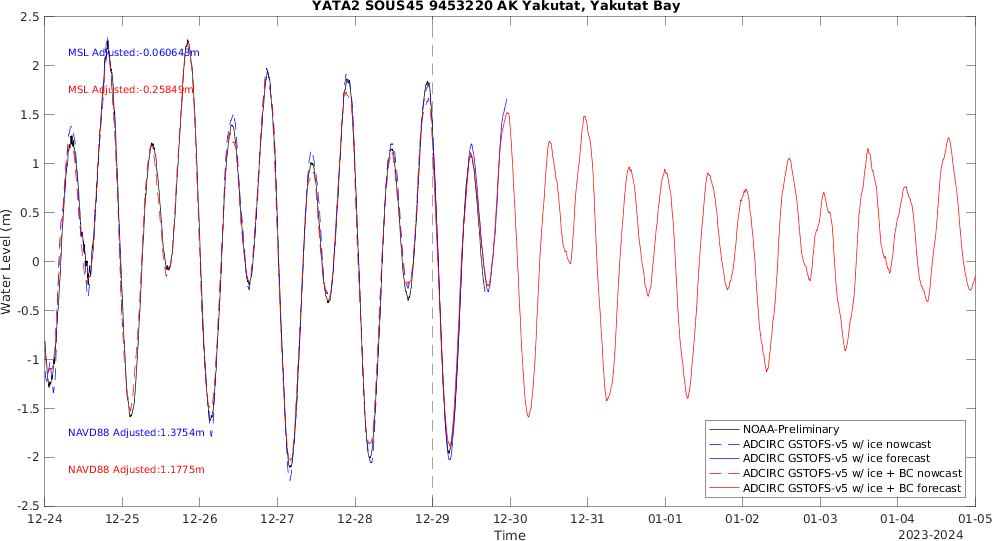 YATA2 SOUS45 9453220 AK Yakutat, Yakutat Bay
2.5
2
1.5
1
0.5
0
-0.5
-1
-1.5
-2
-2.5
Water Level (m)
MSL Adjusted:-0.060643m
MSL Adjusted:-0.25849m
NAVD88 Adjusted:1.3754m
NAVD88 Adjusted:1.1775m
NOAA-Preliminary
ADCIRC GSTOFS-v5 w/ ice nowcast
ADCIRC GSTOFS-v5 w/ ice forecast
ADCIRC GSTOFS-v5 w/ ice + BC nowcast
ADCIRC GSTOFS-v5 w/ ice + BC forecast
12-24 12-25 12-26 12-27 12-28 12-29 12-30 12-31 01-01 01-02 01-03 01-04 01-05
Time
2023-2024